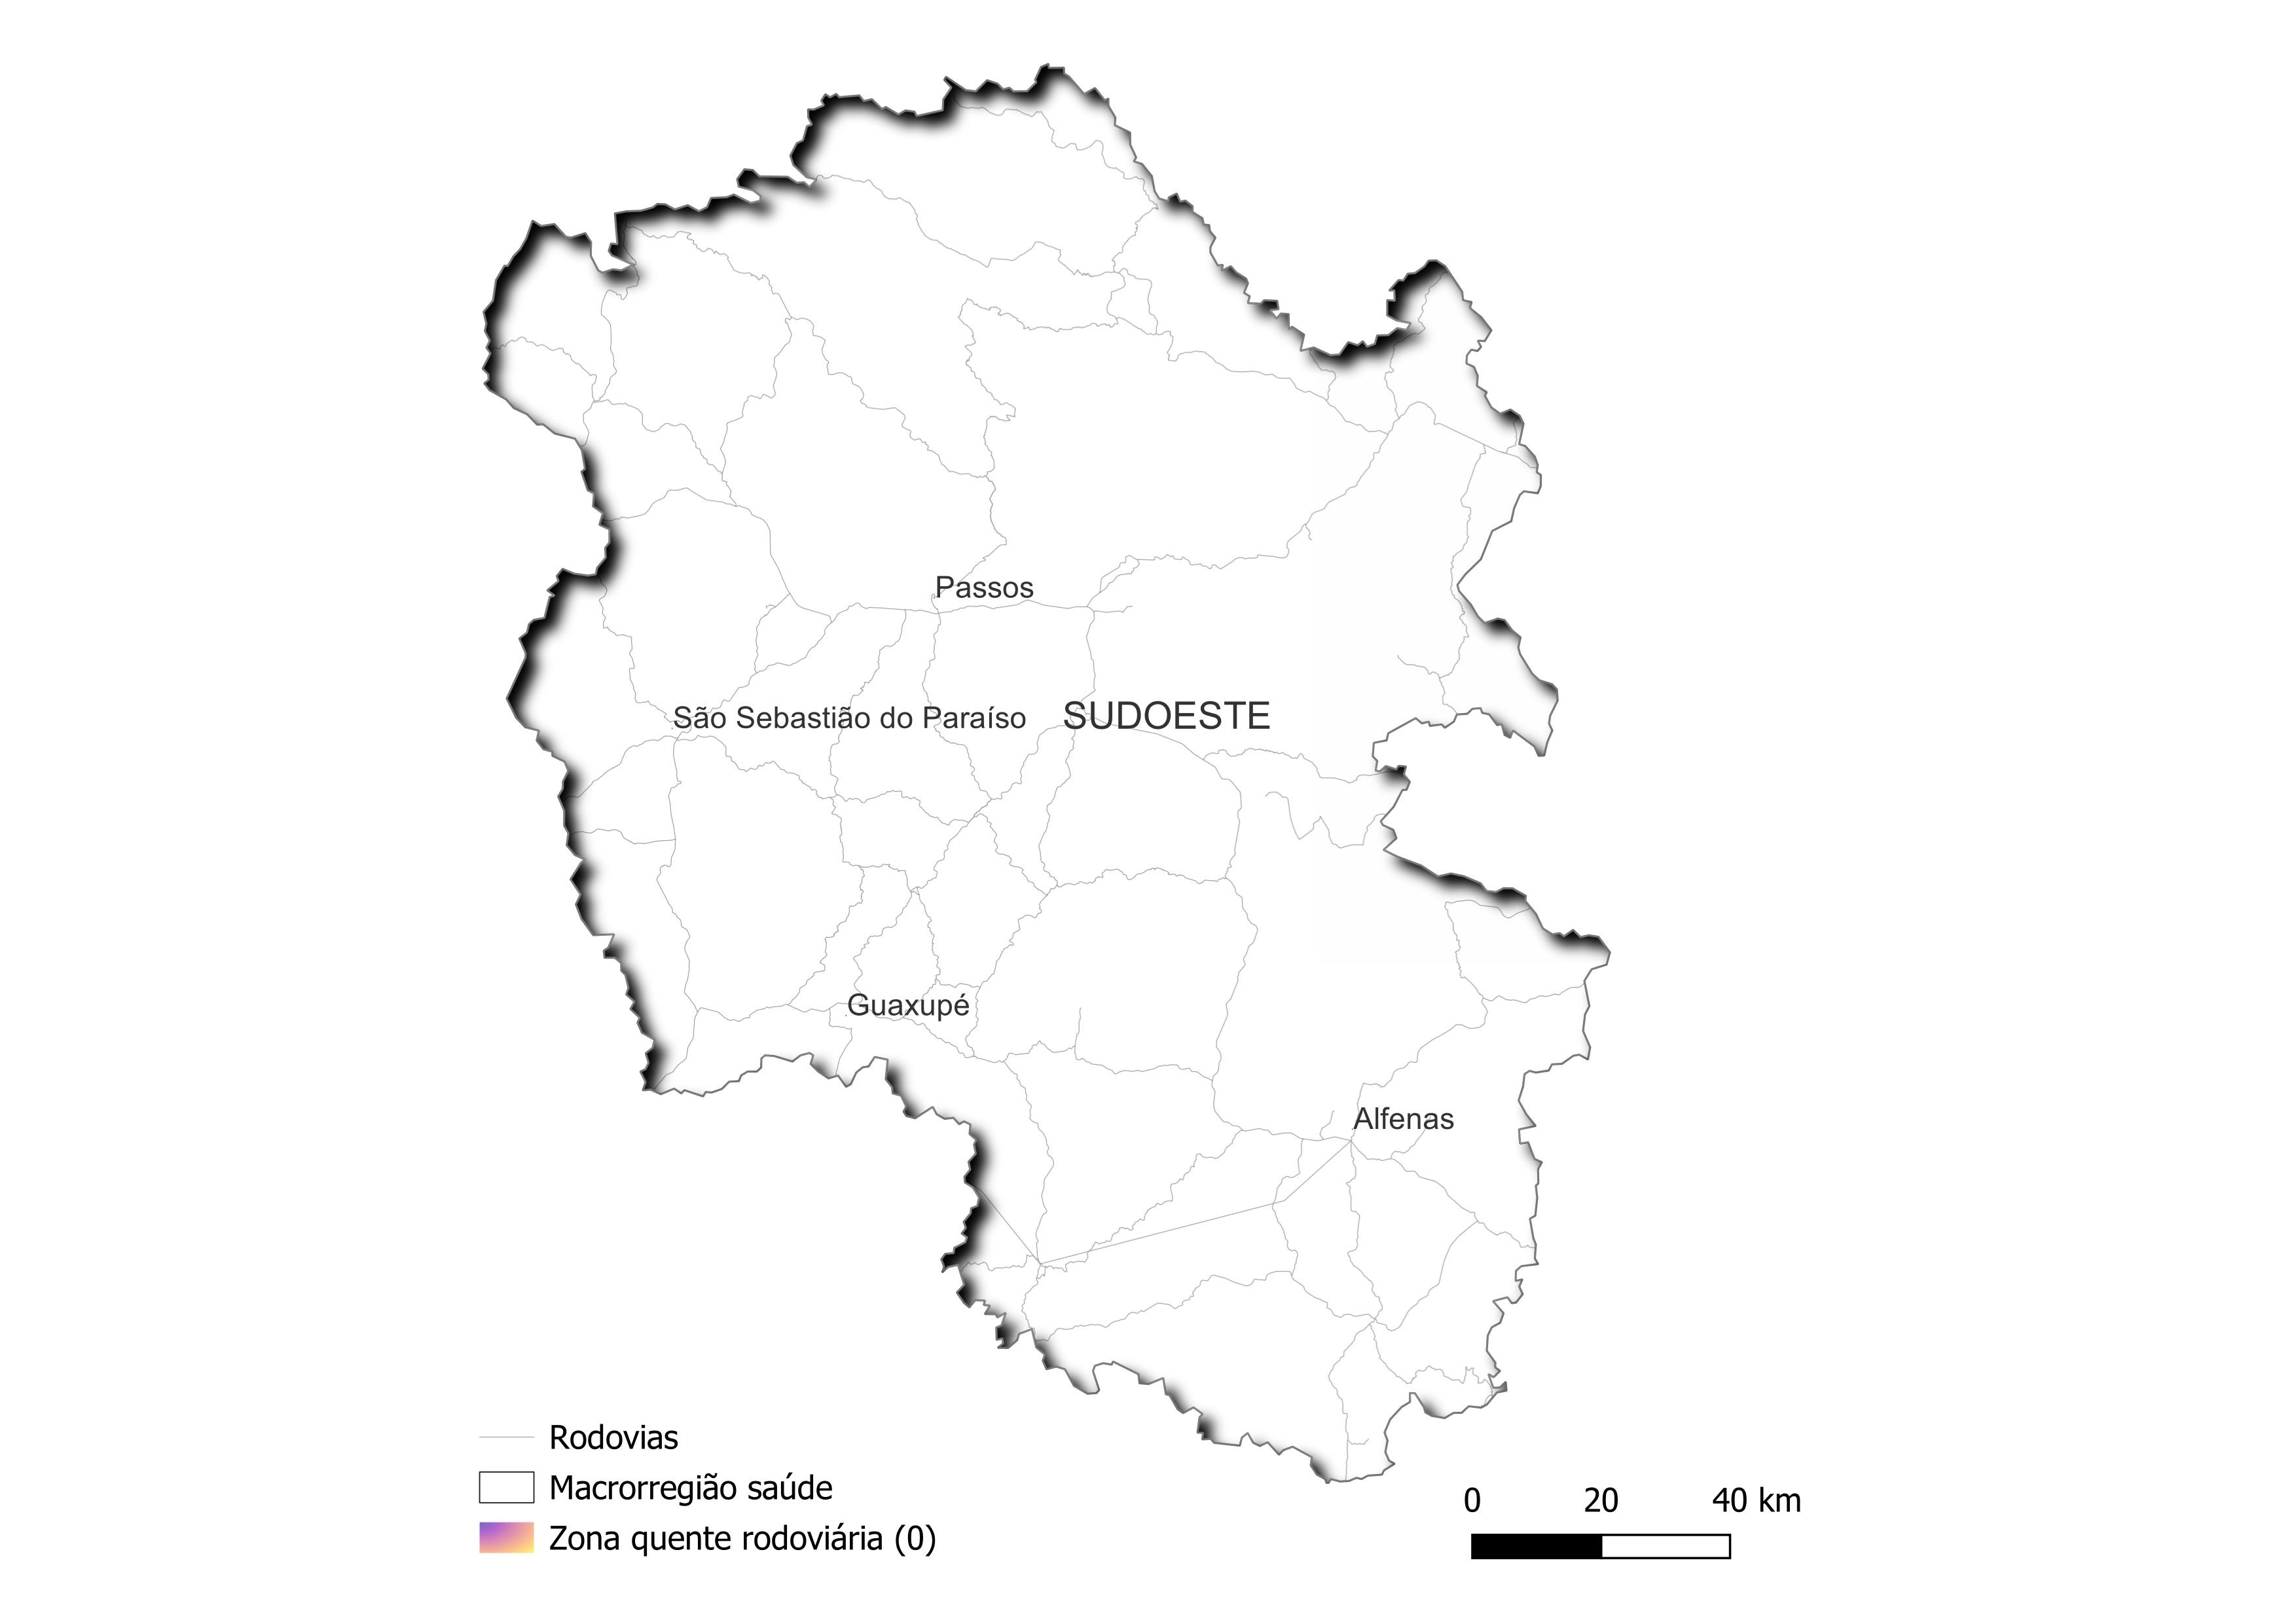 Passos
São Sebastião do Paraíso
SUDOESTE
Guaxupé
Alfenas
Rodovias
Macrorregião saúde
Zona quente rodoviária (0)
0 20 40 km